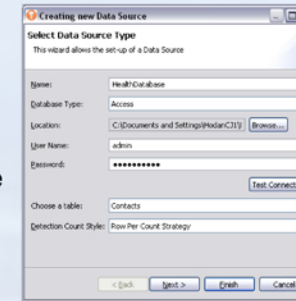 Creating new Data Source
Select Data Source Type
This wizard allows the set-up of a Data Source
Name: HealthDatabase
Database Type: Access
Location: C:\Documents and Settings\HodanCJ1\ Browse...
User Name: admin
Password: ●●●●●●●●●●
Test Connect
e
Choose a table: Contacts
Detection Count Style: Row Per Count Strategy
< Back Next > Finish Cancel